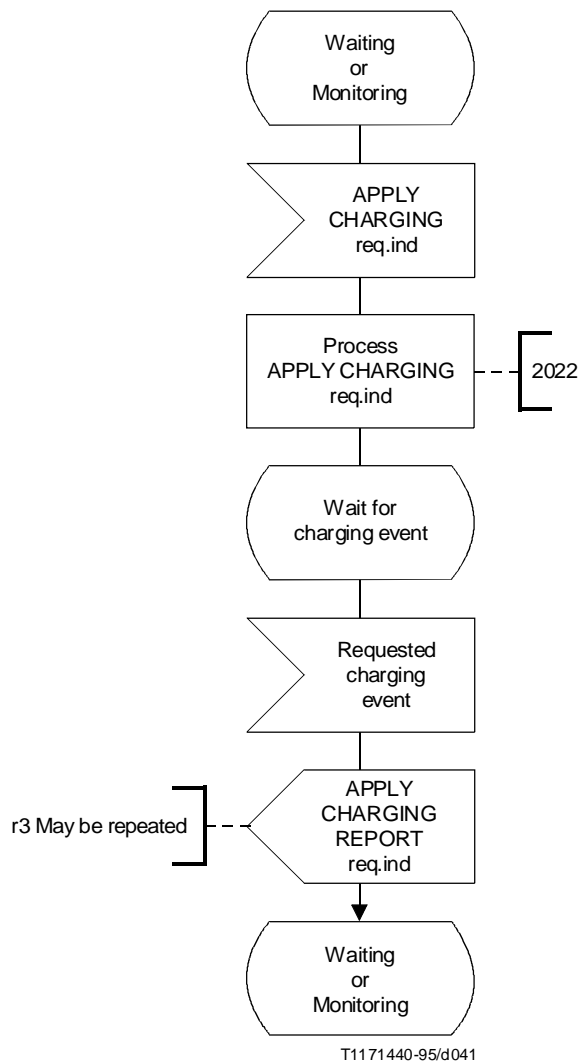 Waiting
or
Monitoring
APPLY
CHARGING
req.ind
Process
APPLY CHARGING
req.ind
2022
Wait for
charging event
Requested
charging
event
r3 May be repeated
APPLY
CHARGING
REPORT
req.ind
Waiting
or
Monitoring
T1171440-95/d041